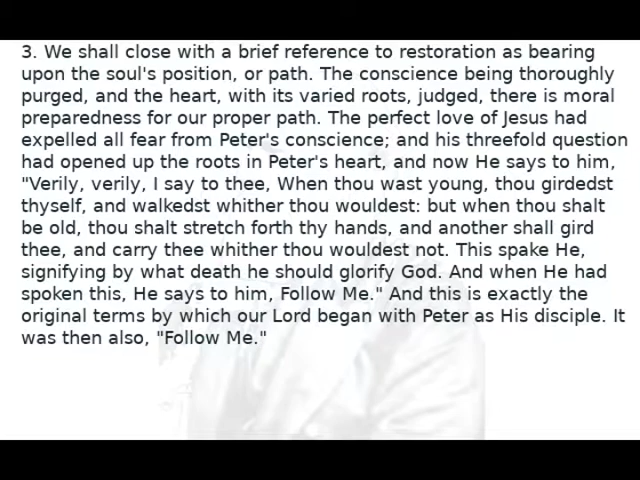 3. We shall close with a brief reference to restoration as bearing
upon the soul's position, or path. The conscience being thoroughly
purged, and the heart, with its varied roots, judged, there is moral
preparedness for our proper path. The perfect love of Jesus had
expelled all fear from Peter's conscience; and his threefold question
had opened up the roots in Peter's heart, and now He says to him,
"Verily, verily, I say to thee, When thou wast young, thou girdedst
thyself, and walkedst whither thou wouldest: but when thou shalt
be old, thou shalt stretch forth thy hands, and another shall gird
thee, and carry thee whither thou wouldest not. This spake He,
signifying by what death he should glorify God. And when He had
spoken this, He says to him, Follow Me." And this is exactly the
original terms by which our Lord began with Peter as His disciple. It
was then also, "Follow Me."